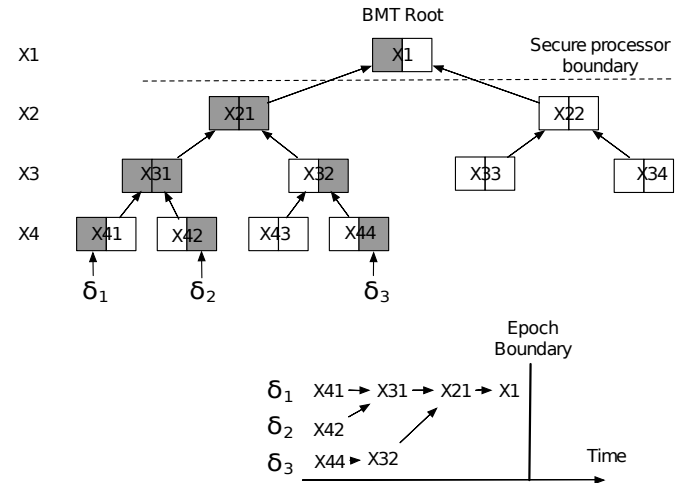 BMT Root
X1 X1 Secure processor
boundary
X2 X21 X22
X3 X31 X32 X33 X34
X4 X41 X42 X43 X44
δ1 δ2 δ3
Epoch
Boundary
δ1 X41 X31 X21 X1
δ2 X42
δ3 X44 X32 Time